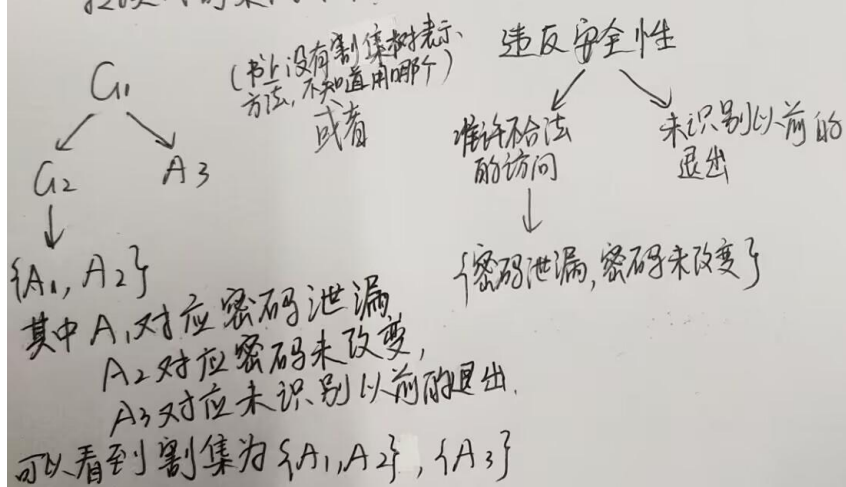 G₁
(书上没有割集树表示
方法,不知道用哪个)
或者
违反安全性
G₂
A3
准许不合法
的访问
未识别以前的
退出
{A₁, A2}
{密码泄漏,密码未改变}
其中A₁对应密码泄漏,
A2对应密码未改变,
A3对应未识别以前的退出.
可以看到割集为{A₁,A2},{A3}